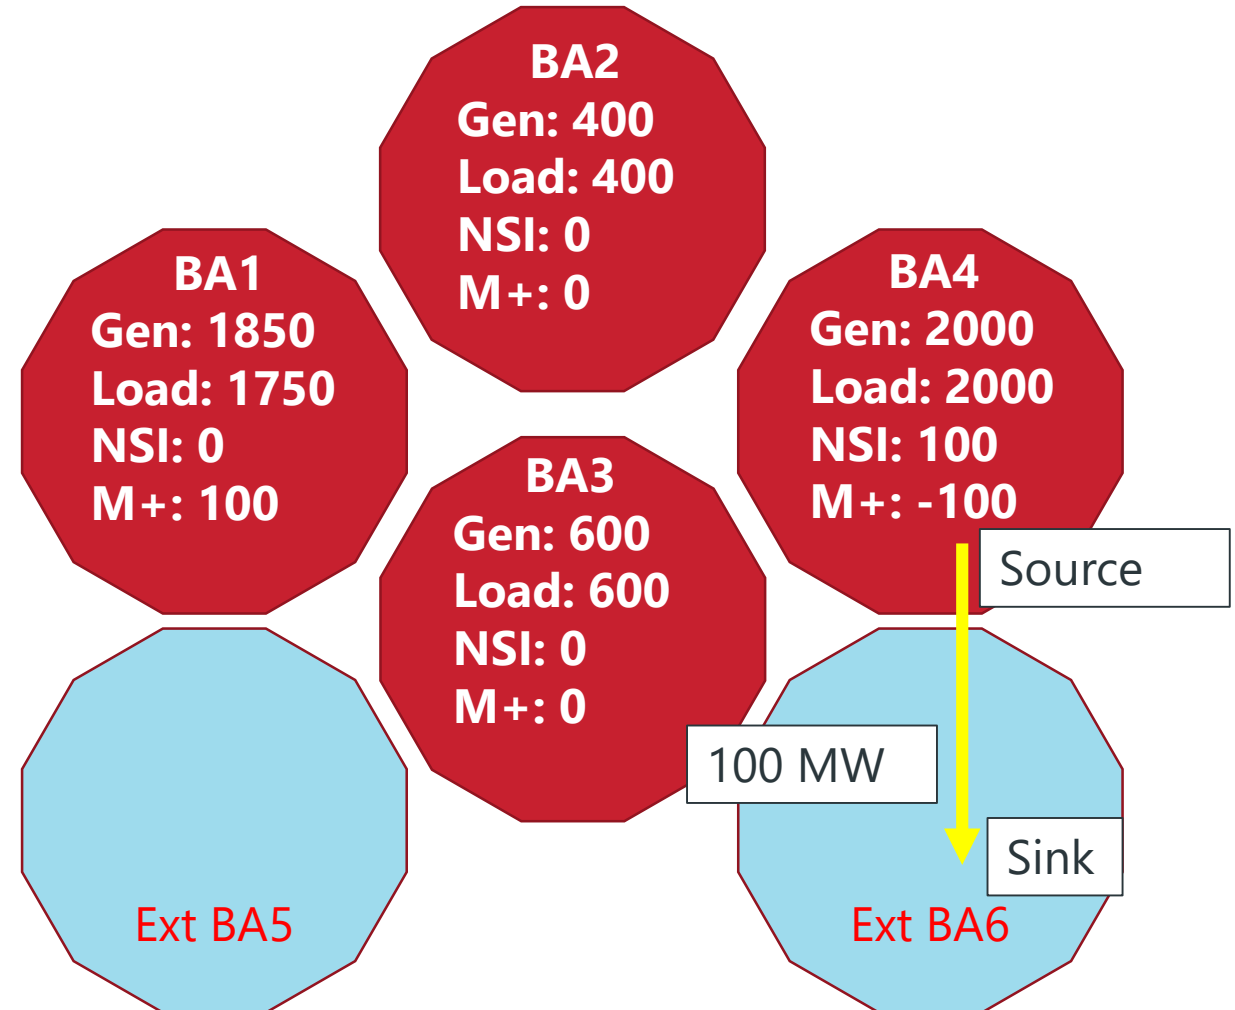 BA2
Gen: 400
Load: 400
NSI: 0
M+: 0
BA1
Gen: 1850
Load: 1750
NSI: 0
M+: 100
BA4
Gen: 2000
Load: 2000
NSI: 100
M+: -100
BA3
Gen: 600
Load: 600
NSI: 0
M+: 0
Source
100 MW
Sink
Ext BA5
Ext BA6